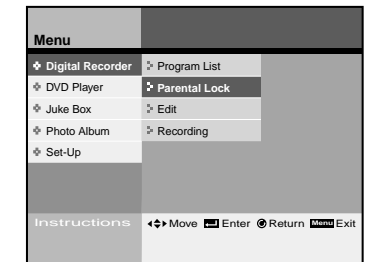 Menu
Digital Recorder
Program List
DVD Player
Parental Lock
Juke Box
Edit
Photo Album
Recording
Set-Up
Instructions Move Enter Return Menu Exit